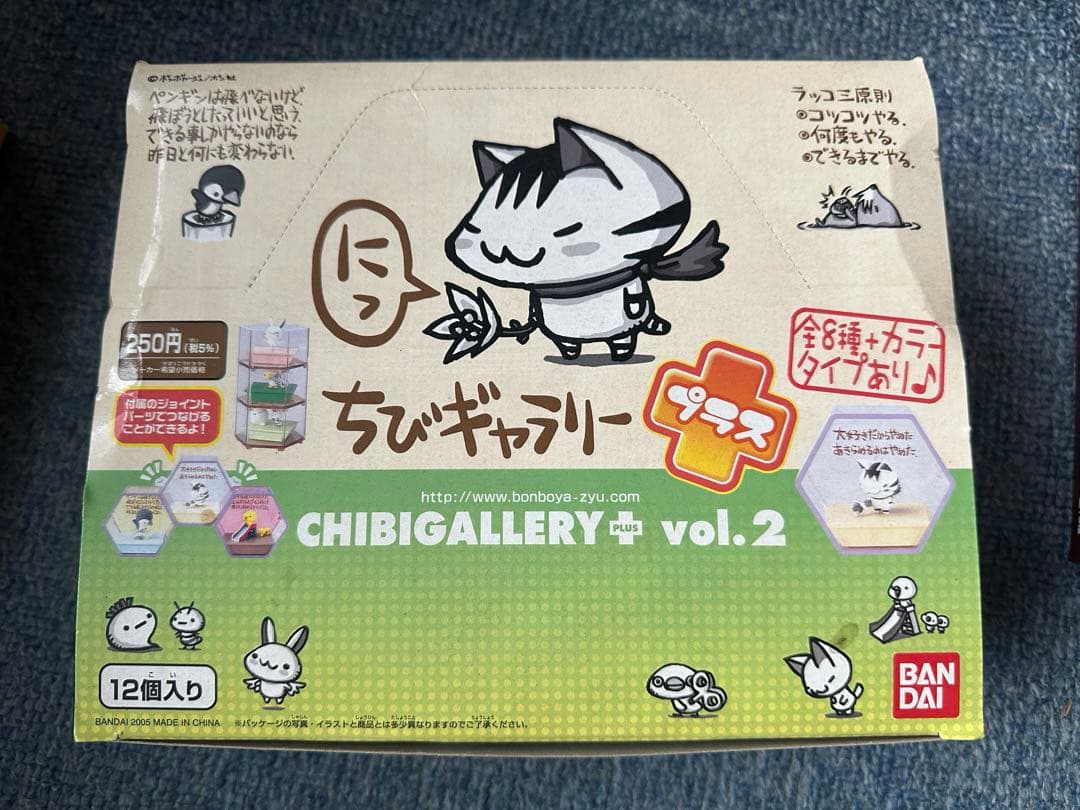 ©ボンボヤージュ/ホン社
ペンギンは飛べないけど、
飛ぼうとしたっていいと思う。
できる事しかやらないのなら
昨日と何にも変わらない。
ラッコ三原則
◎コツコツやる。
◎何度もやる。
◎できるまでやる。
にっ
250円(税5%)
メーカー希望小売価格
全8種+カラー
タイプあり♪
付属のジョイント
パーツでつなげる
ことができるよ!
ちびギャラリー
プラス
大好きだからやめた
あきらめるのはやめた。
http://www.bonboya-zyu.com
CHIBIGALLERY PLUS vol.2
12個入り
BAN
DAI
BANDAI 2005 MADE IN CHINA
※パッケージの写真・イラストと商品とは多少異なりますのでご了承ください。